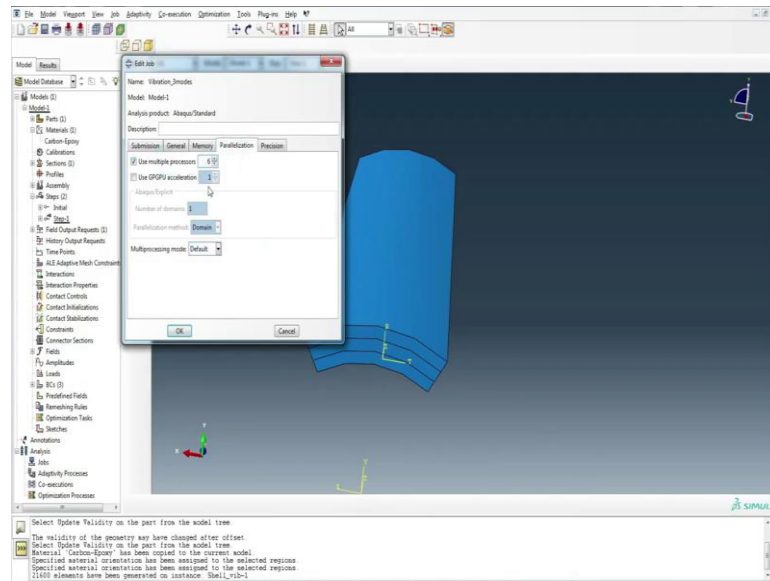 File Model Viewport View Job Adaptivity Co-execution Optimization Tools Plug-ins Help
All
Model Results
Model Database
Models (1)
Model-1
Parts (1)
Materials (1)
Carbon-Epoxy
Calibrations
Sections (1)
Profiles
Assembly
Steps (2)
Initial
Step-1
Field Output Requests (1)
History Output Requests
Time Points
ALE Adaptive Mesh Constraint
Interactions
Interaction Properties
Contact Controls
Contact Initializations
Contact Stabilizations
Constraints
Connector Sections
Fields
Amplitudes
Loads
BCs (3)
Predefined Fields
Remeshing Rules
Optimization Tasks
Sketches
Annotations
Analysis
Jobs
Adaptivity Processes
Co-executions
Optimization Processes
Edit Job
Name: Vibration_3modes
Model: Model-1
Analysis product: Abaqus/Standard
Description:
Submission General Memory Parallelization Precision
Use multiple processors 6
Use GPGPU acceleration 1
Abaqus/Explicit
Number of domains: 1
Parallelization method: Domain
Multiprocessing mode: Default
OK Cancel
Y
X
SIMUL
Select Update Validity on the part from the model tree.
The validity of the geometry may have changed after offset.
Select Update Validity on the part from the model tree.
Material 'Carbon-Epoxy' has been copied to the current model.
Specified material orientation has been assigned to the selected regions.
Specified material orientation has been assigned to the selected regions.
21600 elements have been generated on instance: Shell_vib-1